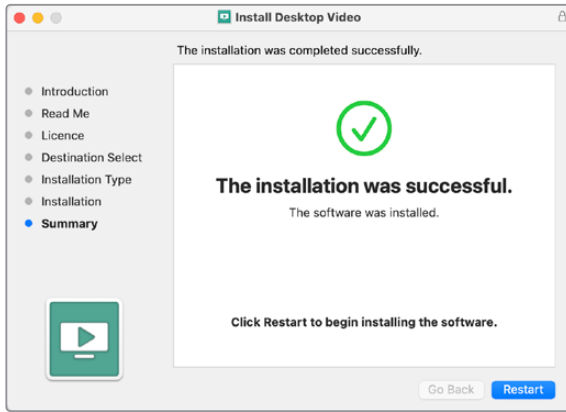 Install Desktop Video
The installation was completed successfully.
Introduction
Read Me
Licence
Destination Select
Installation Type
Installation
Summary
The installation was successful.
The software was installed.
Click Restart to begin installing the software.
Go Back
Restart